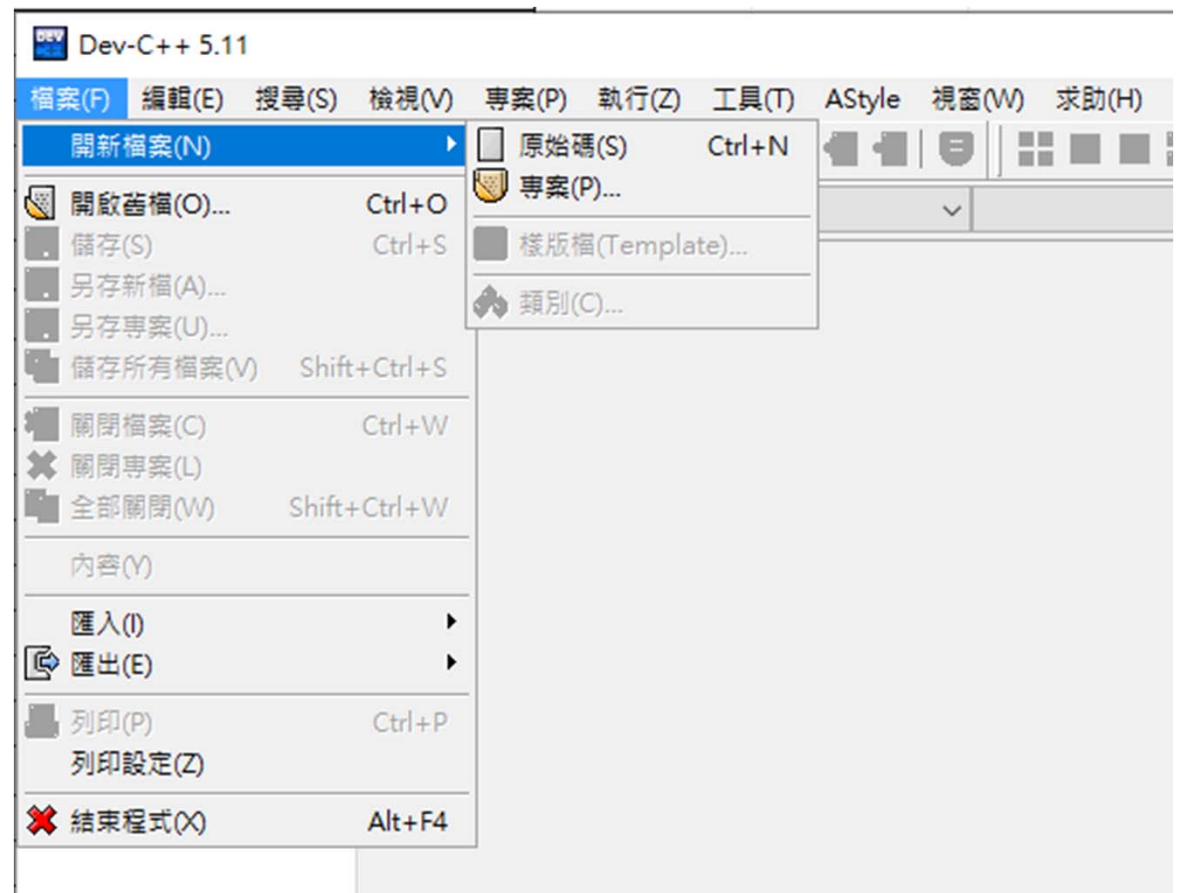 Dev-C++ 5.11
檔案(F) 編輯(E) 搜尋(S) 檢視(V) 專案(P) 執行(Z) 工具(T) AStyle 視窗(W) 求助(H)
開新檔案(N)
原始碼(S) Ctrl+N
專案(P)...
樣版檔(Template)...
類別(C)...
開啟舊檔(O)... Ctrl+O
儲存(S) Ctrl+S
另存新檔(A)...
另存專案(U)...
儲存所有檔案(V) Shift+Ctrl+S
關閉檔案(C) Ctrl+W
關閉專案(L)
全部關閉(W) Shift+Ctrl+W
內容(Y)
匯入(I)
匯出(E)
列印(P) Ctrl+P
列印設定(Z)
結束程式(X) Alt+F4